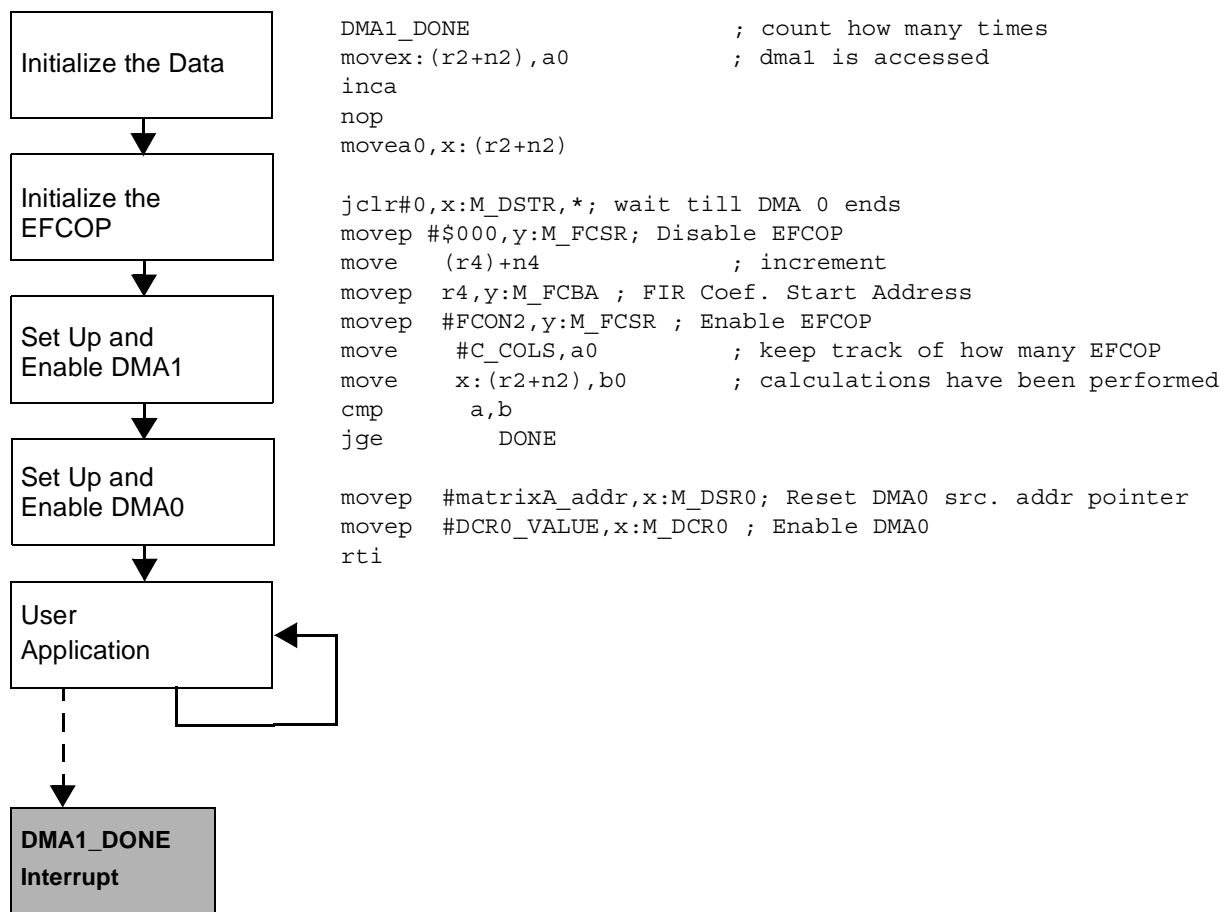 Initialize the Data
Initialize the
EFCOP
Set Up and
Enable DMA1
Set Up and
Enable DMA0
User
Application
DMA1_DONE
Interrupt
DMA1_DONE ; count how many times
movex:(r2+n2),a0 ; dma1 is accessed
inca
nop
movea0,x:(r2+n2)
jclr#0,x:M_DSTR,*; wait till DMA 0 ends
movep #$000,y:M_FCSR; Disable EFCOP
move (r4)+n4 ; increment
movep r4,y:M_FCBA ; FIR Coef. Start Address
movep #FCON2,y:M_FCSR ; Enable EFCOP
move #C_COLS,a0 ; keep track of how many EFCOP
move x:(r2+n2),b0 ; calculations have been performed
cmp a,b
jge DONE
movep #matrixA_addr,x:M_DSR0; Reset DMA0 src. addr pointer
movep #DCR0_VALUE,x:M_DCR0 ; Enable DMA0
rti